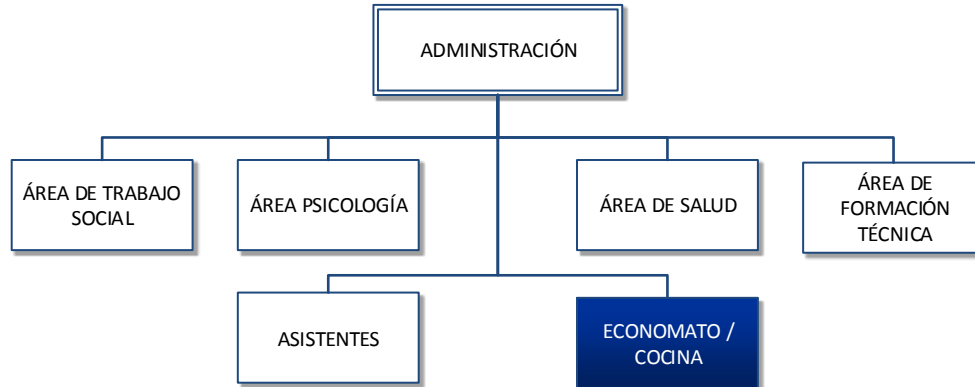 ADMINISTRACIÓN
ÁREA DE TRABAJO
SOCIAL
ÁREA PSICOLOGÍA
ÁREA DE SALUD
ÁREA DE
FORMACIÓN
TÉCNICA
ASISTENTES
ECONOMATO /
COCINA